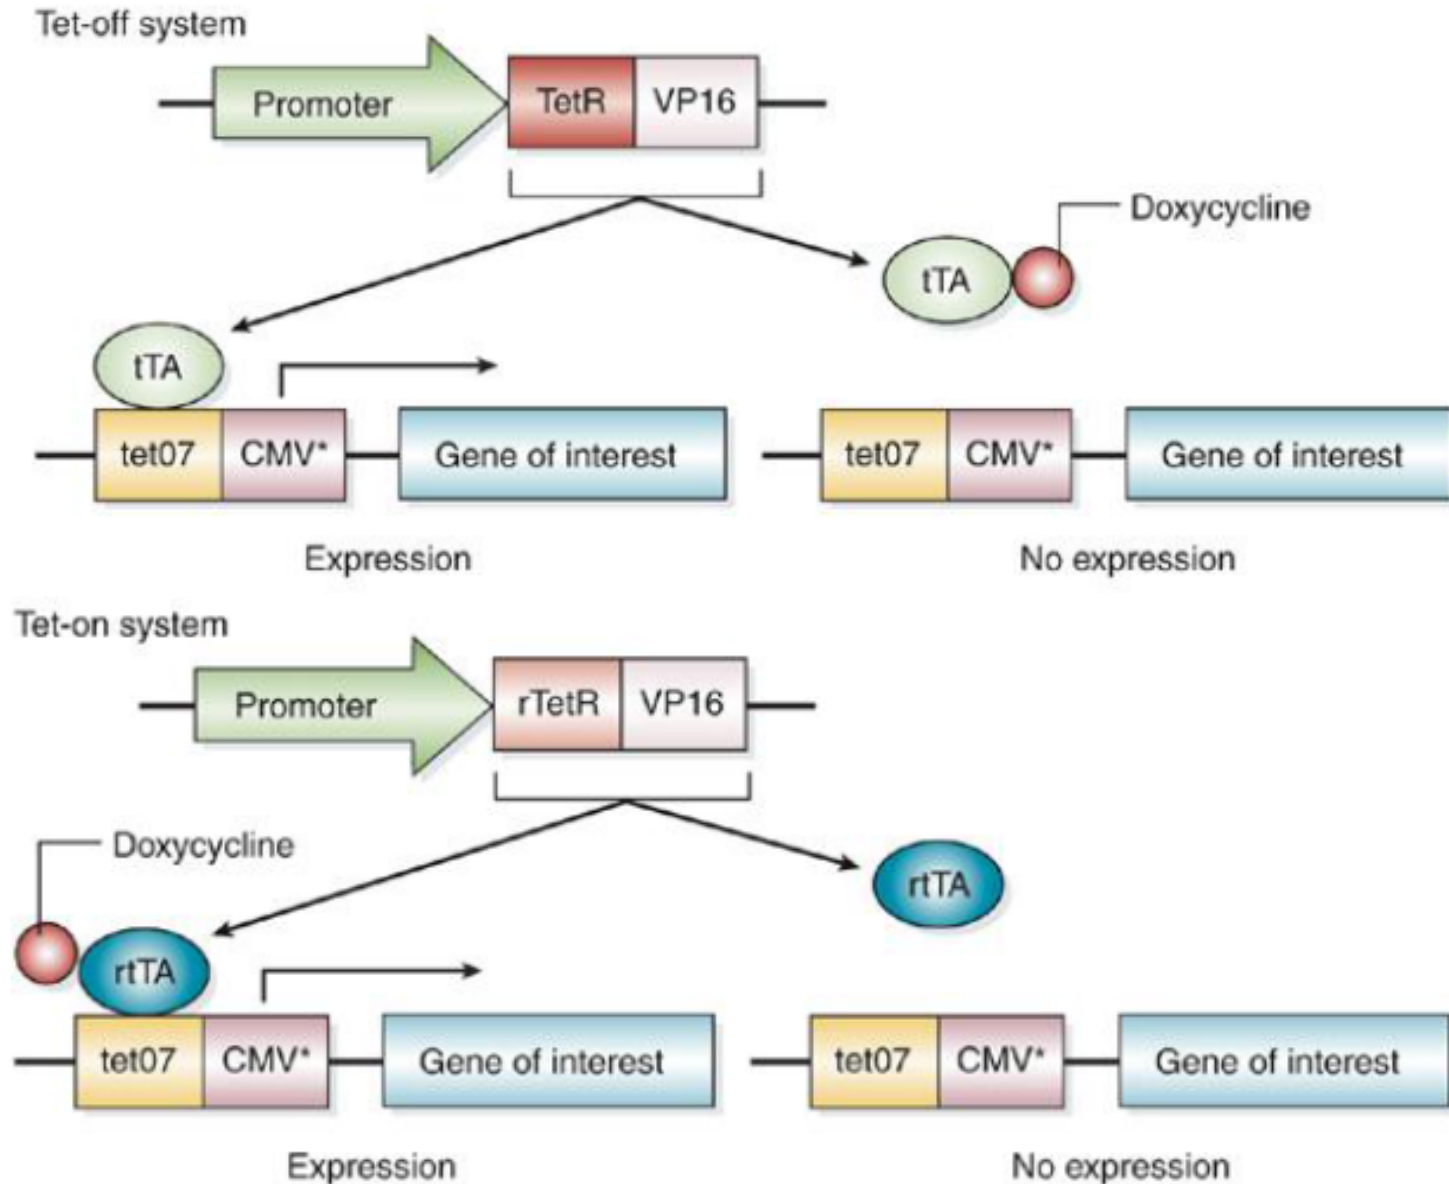 Tet-off system
Promoter
TetR
VP16
Doxycycline
tTA
tTA
tet07
CMV*
Gene of interest
tet07
CMV*
Gene of interest
Expression
No expression
Tet-on system
Promoter
rTetR
VP16
Doxycycline
rtTA
rtTA
tet07
CMV*
Gene of interest
tet07
CMV*
Gene of interest
Expression
No expression